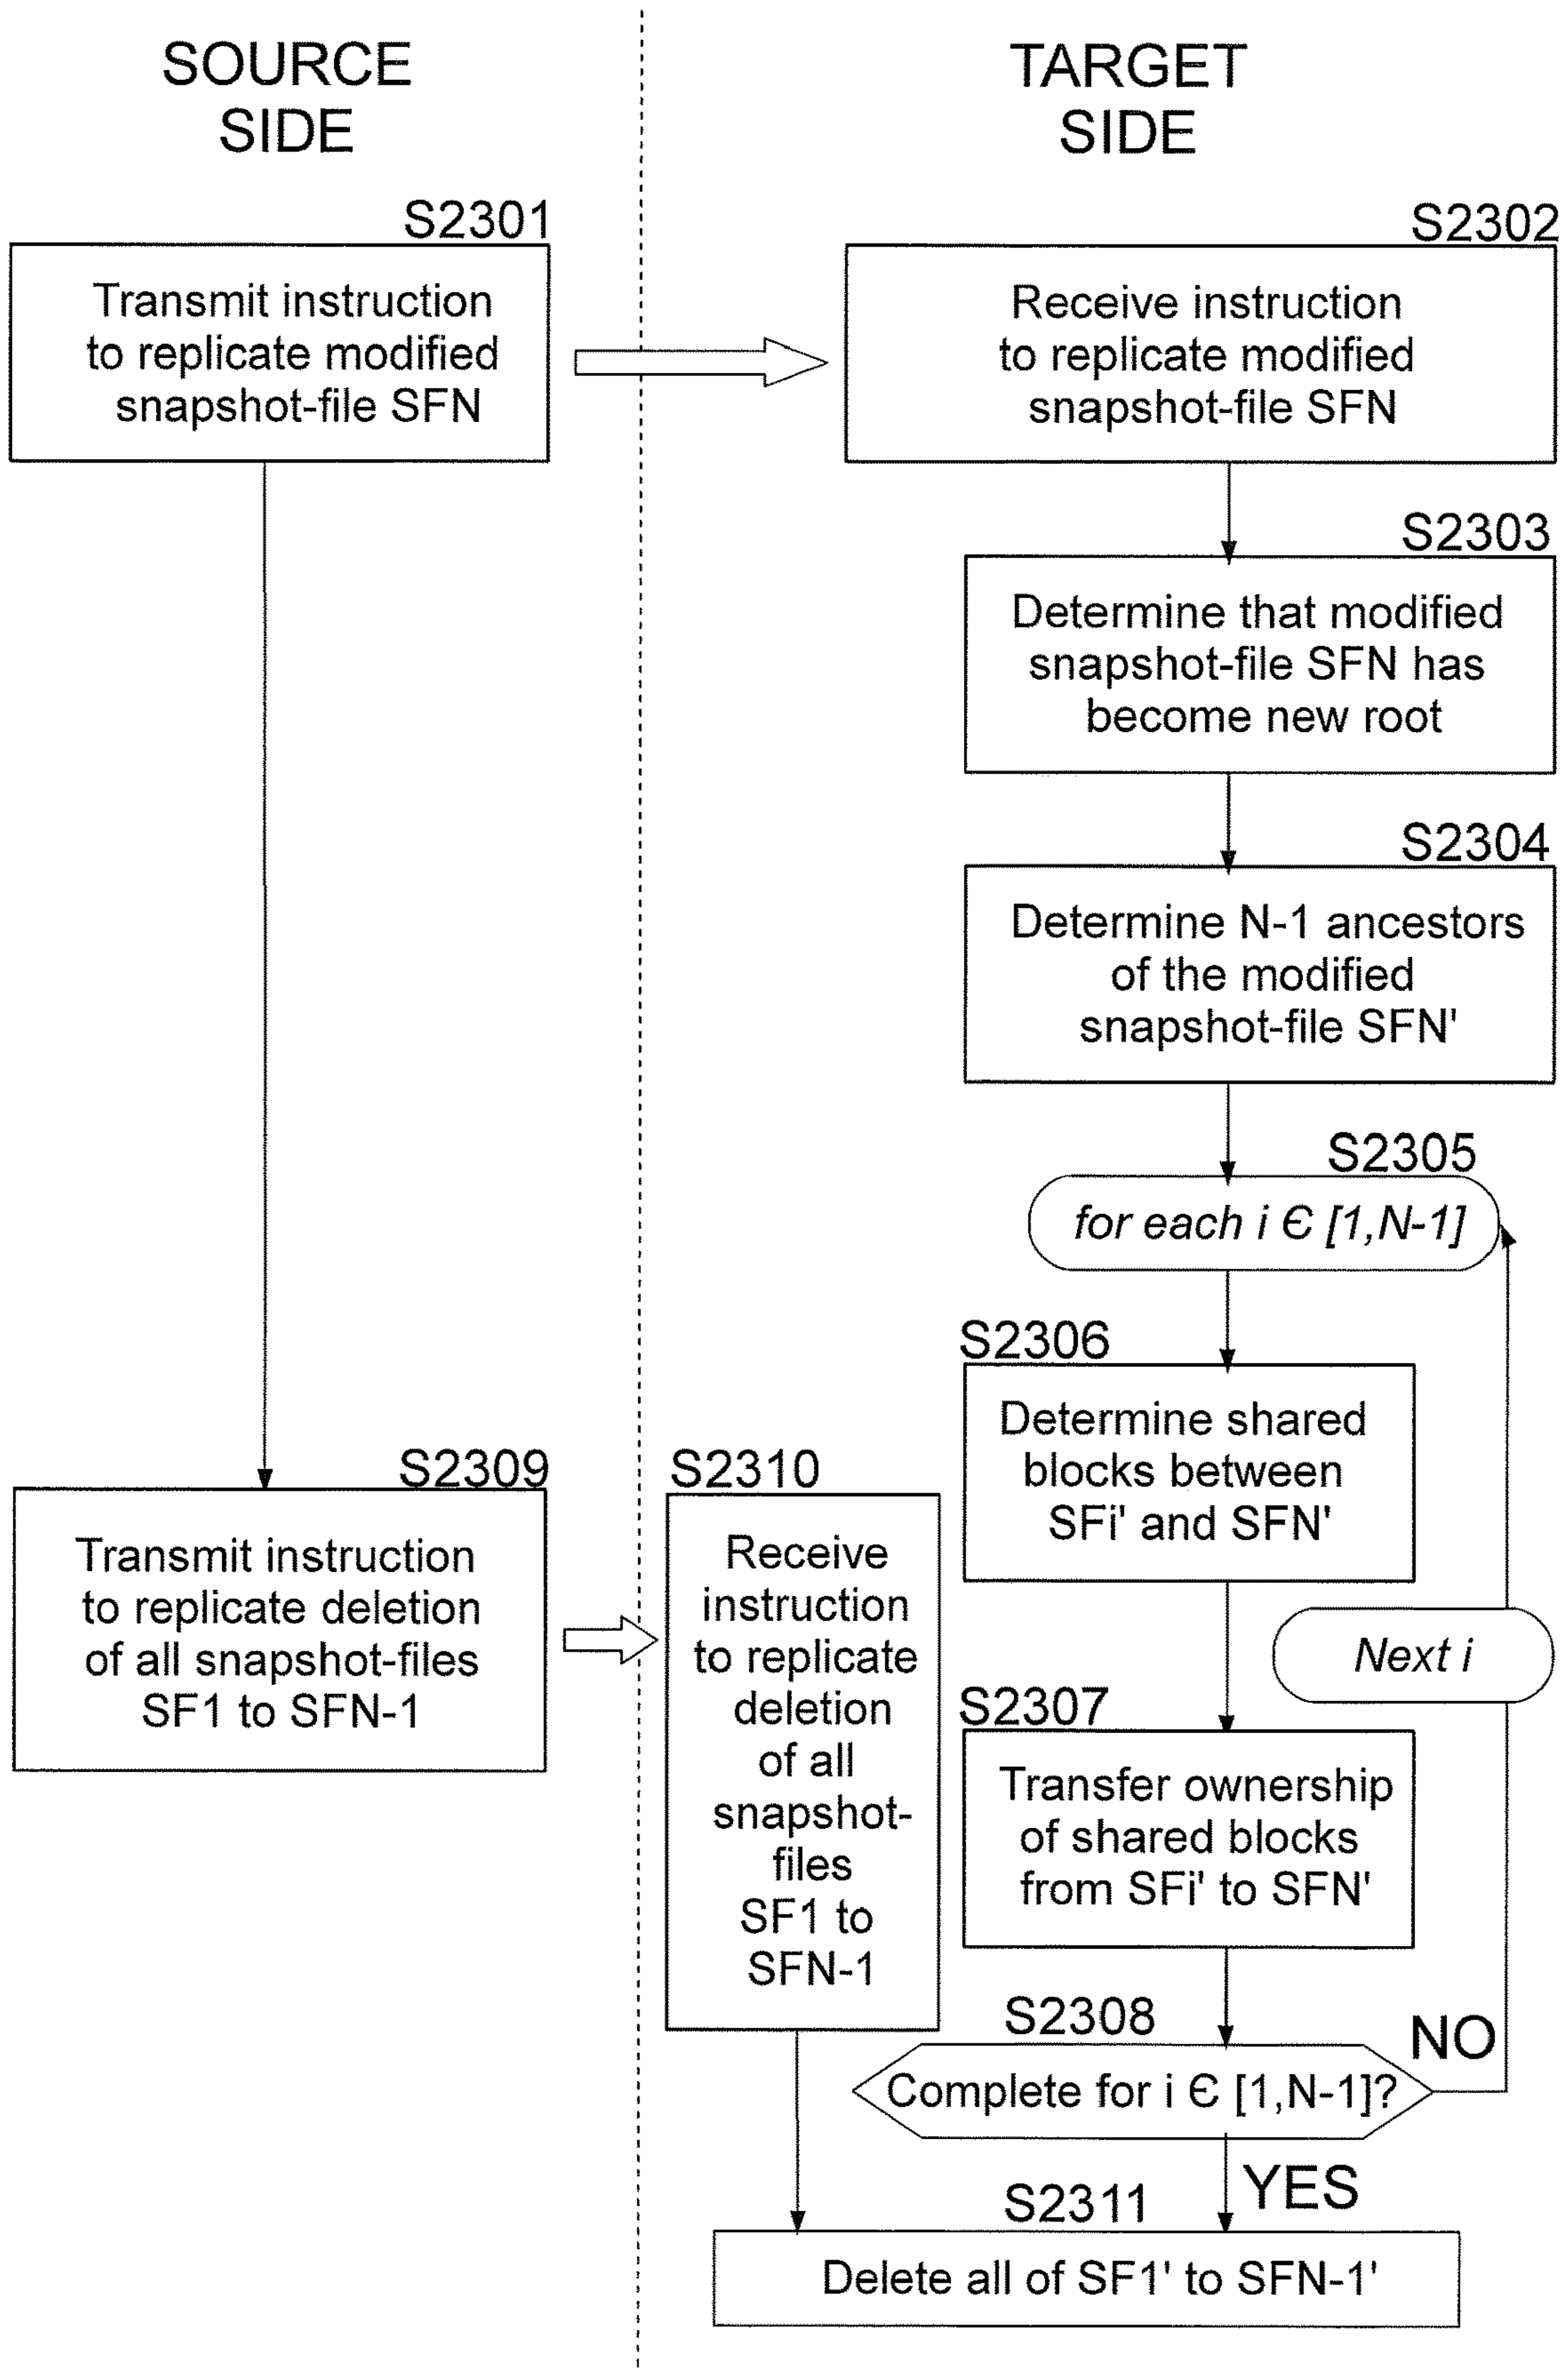 SOURCE
SIDE
TARGET
SIDE
S2301
Transmit instruction
to replicate modified
snapshot-file SFN
S2302
Receive instruction
to replicate modified
snapshot-file SFN
S2303
Determine that modified
snapshot-file SFN has
become new root
S2304
Determine N-1 ancestors
of the modified
snapshot-file SFN'
S2305
for each i Є [1,N-1]
S2306
Determine shared
blocks between
SFi' and SFN'
Next i
S2307
Transfer ownership
of shared blocks
from SFi' to SFN'
S2308
Complete for i Є [1,N-1]?
NO
YES
S2309
Transmit instruction
to replicate deletion
of all snapshot-files
SF1 to SFN-1
S2310
Receive
instruction
to replicate
deletion
of all
snapshot-
files
SF1 to
SFN-1
S2311
Delete all of SF1' to SFN-1'